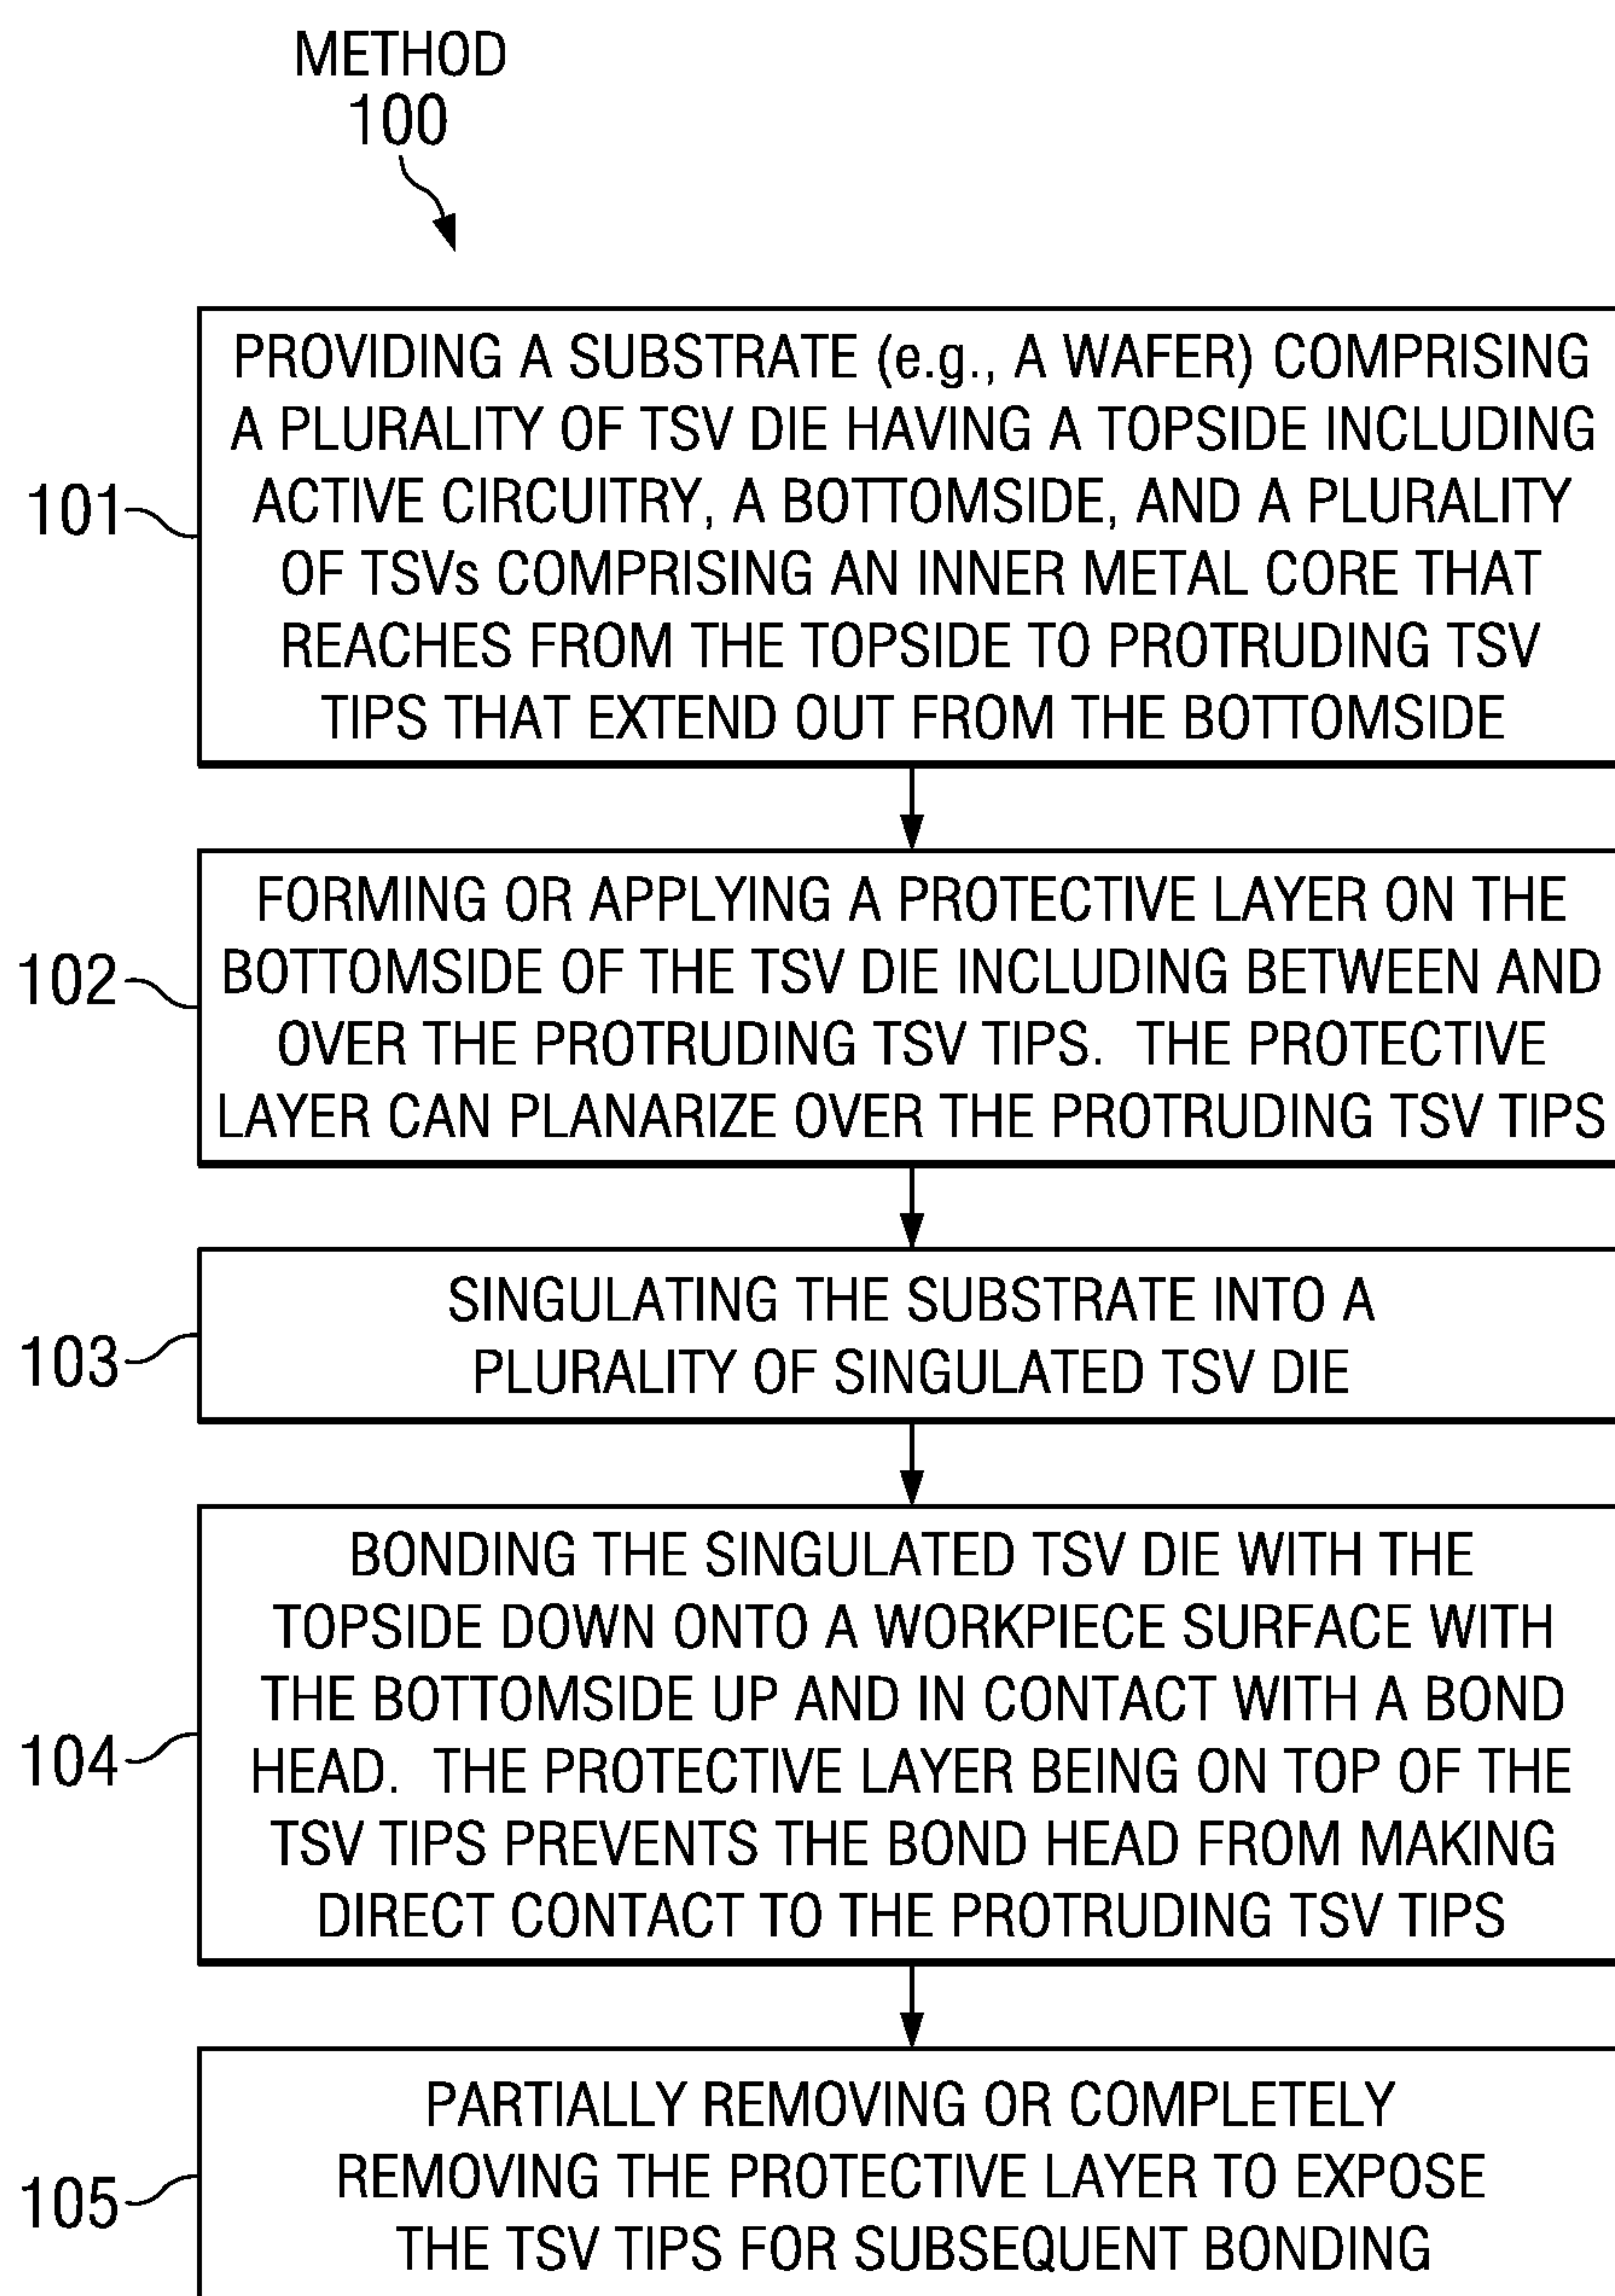 METHOD
100
PROVIDING A SUBSTRATE (e.g., A WAFER) COMPRISING
A PLURALITY OF TSV DIE HAVING A TOPSIDE INCLUDING
ACTIVE CIRCUITRY, A BOTTOMSIDE, AND A PLURALITY
OF TSVs COMPRISING AN INNER METAL CORE THAT
REACHES FROM THE TOPSIDE TO PROTRUDING TSV
TIPS THAT EXTEND OUT FROM THE BOTTOMSIDE
101
FORMING OR APPLYING A PROTECTIVE LAYER ON THE
BOTTOMSIDE OF THE TSV DIE INCLUDING BETWEEN AND
OVER THE PROTRUDING TSV TIPS. THE PROTECTIVE
LAYER CAN PLANARIZE OVER THE PROTRUDING TSV TIPS
102
SINGULATING THE SUBSTRATE INTO A
PLURALITY OF SINGULATED TSV DIE
103
BONDING THE SINGULATED TSV DIE WITH THE
TOPSIDE DOWN ONTO A WORKPIECE SURFACE WITH
THE BOTTOMSIDE UP AND IN CONTACT WITH A BOND
HEAD. THE PROTECTIVE LAYER BEING ON TOP OF THE
TSV TIPS PREVENTS THE BOND HEAD FROM MAKING
DIRECT CONTACT TO THE PROTRUDING TSV TIPS
104
PARTIALLY REMOVING OR COMPLETELY
REMOVING THE PROTECTIVE LAYER TO EXPOSE
THE TSV TIPS FOR SUBSEQUENT BONDING
105